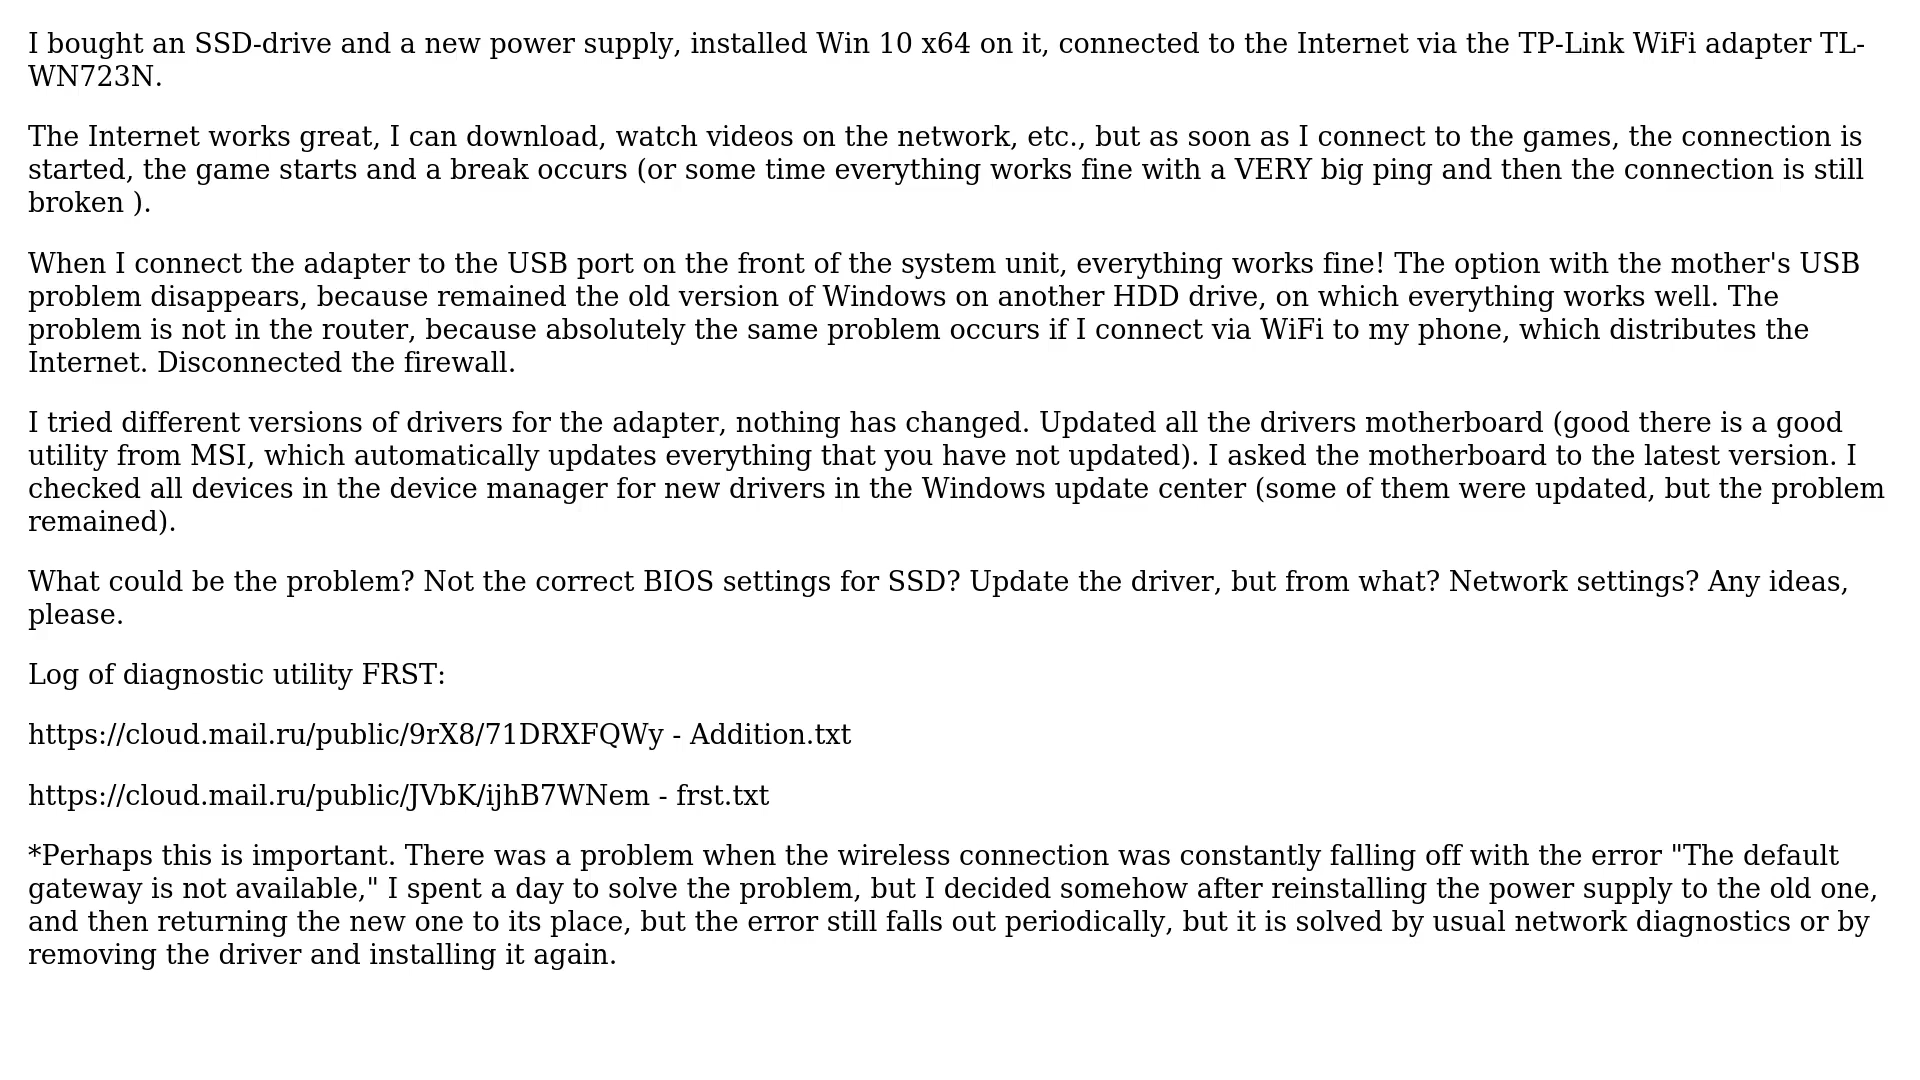 I bought an SSD-drive and a new power supply, installed Win 10 x64 on it, connected to the Internet via the TP-Link WiFi adapter TL-
WN723N.
The Internet works great, I can download, watch videos on the network, etc., but as soon as I connect to the games, the connection is
started, the game starts and a break occurs (or some time everything works fine with a VERY big ping and then the connection is still
broken ).
When I connect the adapter to the USB port on the front of the system unit, everything works fine! The option with the mother's USB
problem disappears, because remained the old version of Windows on another HDD drive, on which everything works well. The
problem is not in the router, because absolutely the same problem occurs if I connect via WiFi to my phone, which distributes the
Internet. Disconnected the firewall.
I tried different versions of drivers for the adapter, nothing has changed. Updated all the drivers motherboard (good there is a good
utility from MSI, which automatically updates everything that you have not updated). I asked the motherboard to the latest version. I
checked all devices in the device manager for new drivers in the Windows update center (some of them were updated, but the problem
remained).
What could be the problem? Not the correct BIOS settings for SSD? Update the driver, but from what? Network settings? Any ideas,
please.
Log of diagnostic utility FRST:
https://cloud.mail.ru/public/9rX8/71DRXFQWy - Addition.txt
https://cloud.mail.ru/public/JVbK/ijhB7WNem - frst.txt
*Perhaps this is important. There was a problem when the wireless connection was constantly falling off with the error "The default
gateway is not available," I spent a day to solve the problem, but I decided somehow after reinstalling the power supply to the old one,
and then returning the new one to its place, but the error still falls out periodically, but it is solved by usual network diagnostics or by
removing the driver and installing it again.